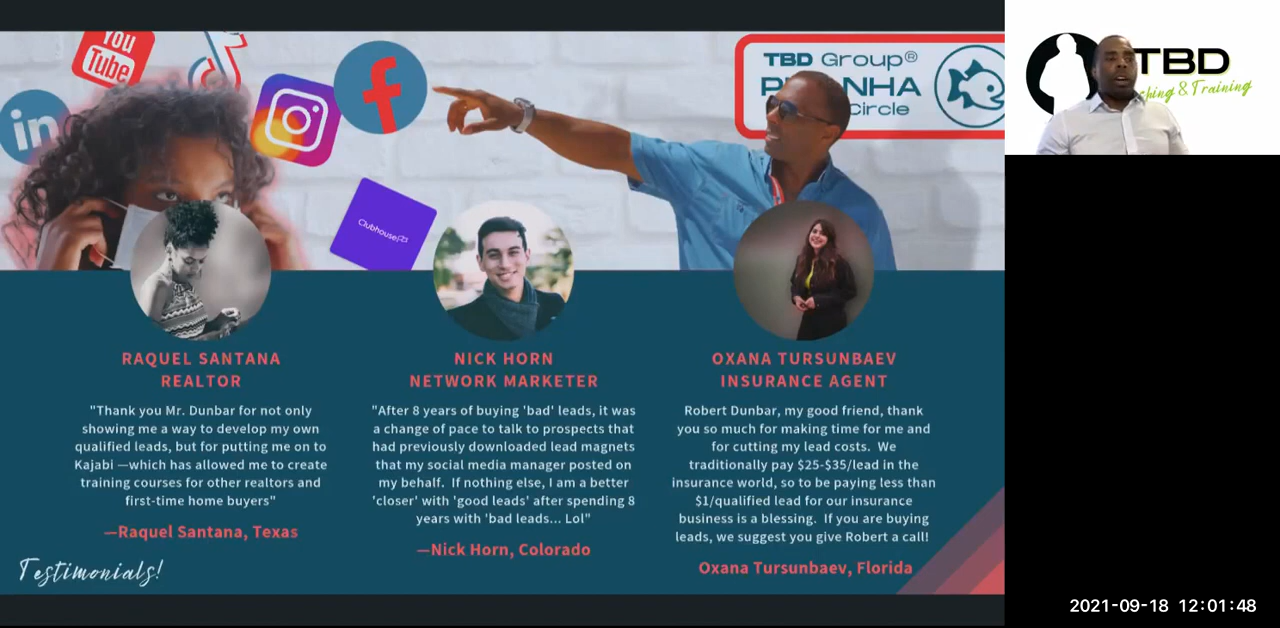 You
Tube
in
Clubhouse
TBD Group®
Circle
TBD
& Training
RAQUEL SANTANA
REALTOR
"Thank you Mr. Dunbar for not only
showing me a way to develop my own
qualified leads, but for putting me on to
Kajabi —which has allowed me to create
training courses for other realtors and
first-time home buyers"
—Raquel Santana, Texas
NICK HORN
NETWORK MARKETER
"After 8 years of buying 'bad' leads, it was
a change of pace to talk to prospects that
had previously downloaded lead magnets
that my social media manager posted on
my behalf. If nothing else, I am a better
'closer' with 'good leads' after spending 8
years with 'bad leads... Lol"
—Nick Horn, Colorado
OXANA TURSUNBAEV
INSURANCE AGENT
Robert Dunbar, my good friend, thank
you so much for making time for me and
for cutting my lead costs. We
traditionally pay $25-$35/lead in the
insurance world, so to be paying less than
$1/qualified lead for our insurance
business is a blessing. If you are buying
leads, we suggest you give Robert a call!
Oxana Tursunbaev, Florida
Testimonials!
2021-09-18 12:01:48